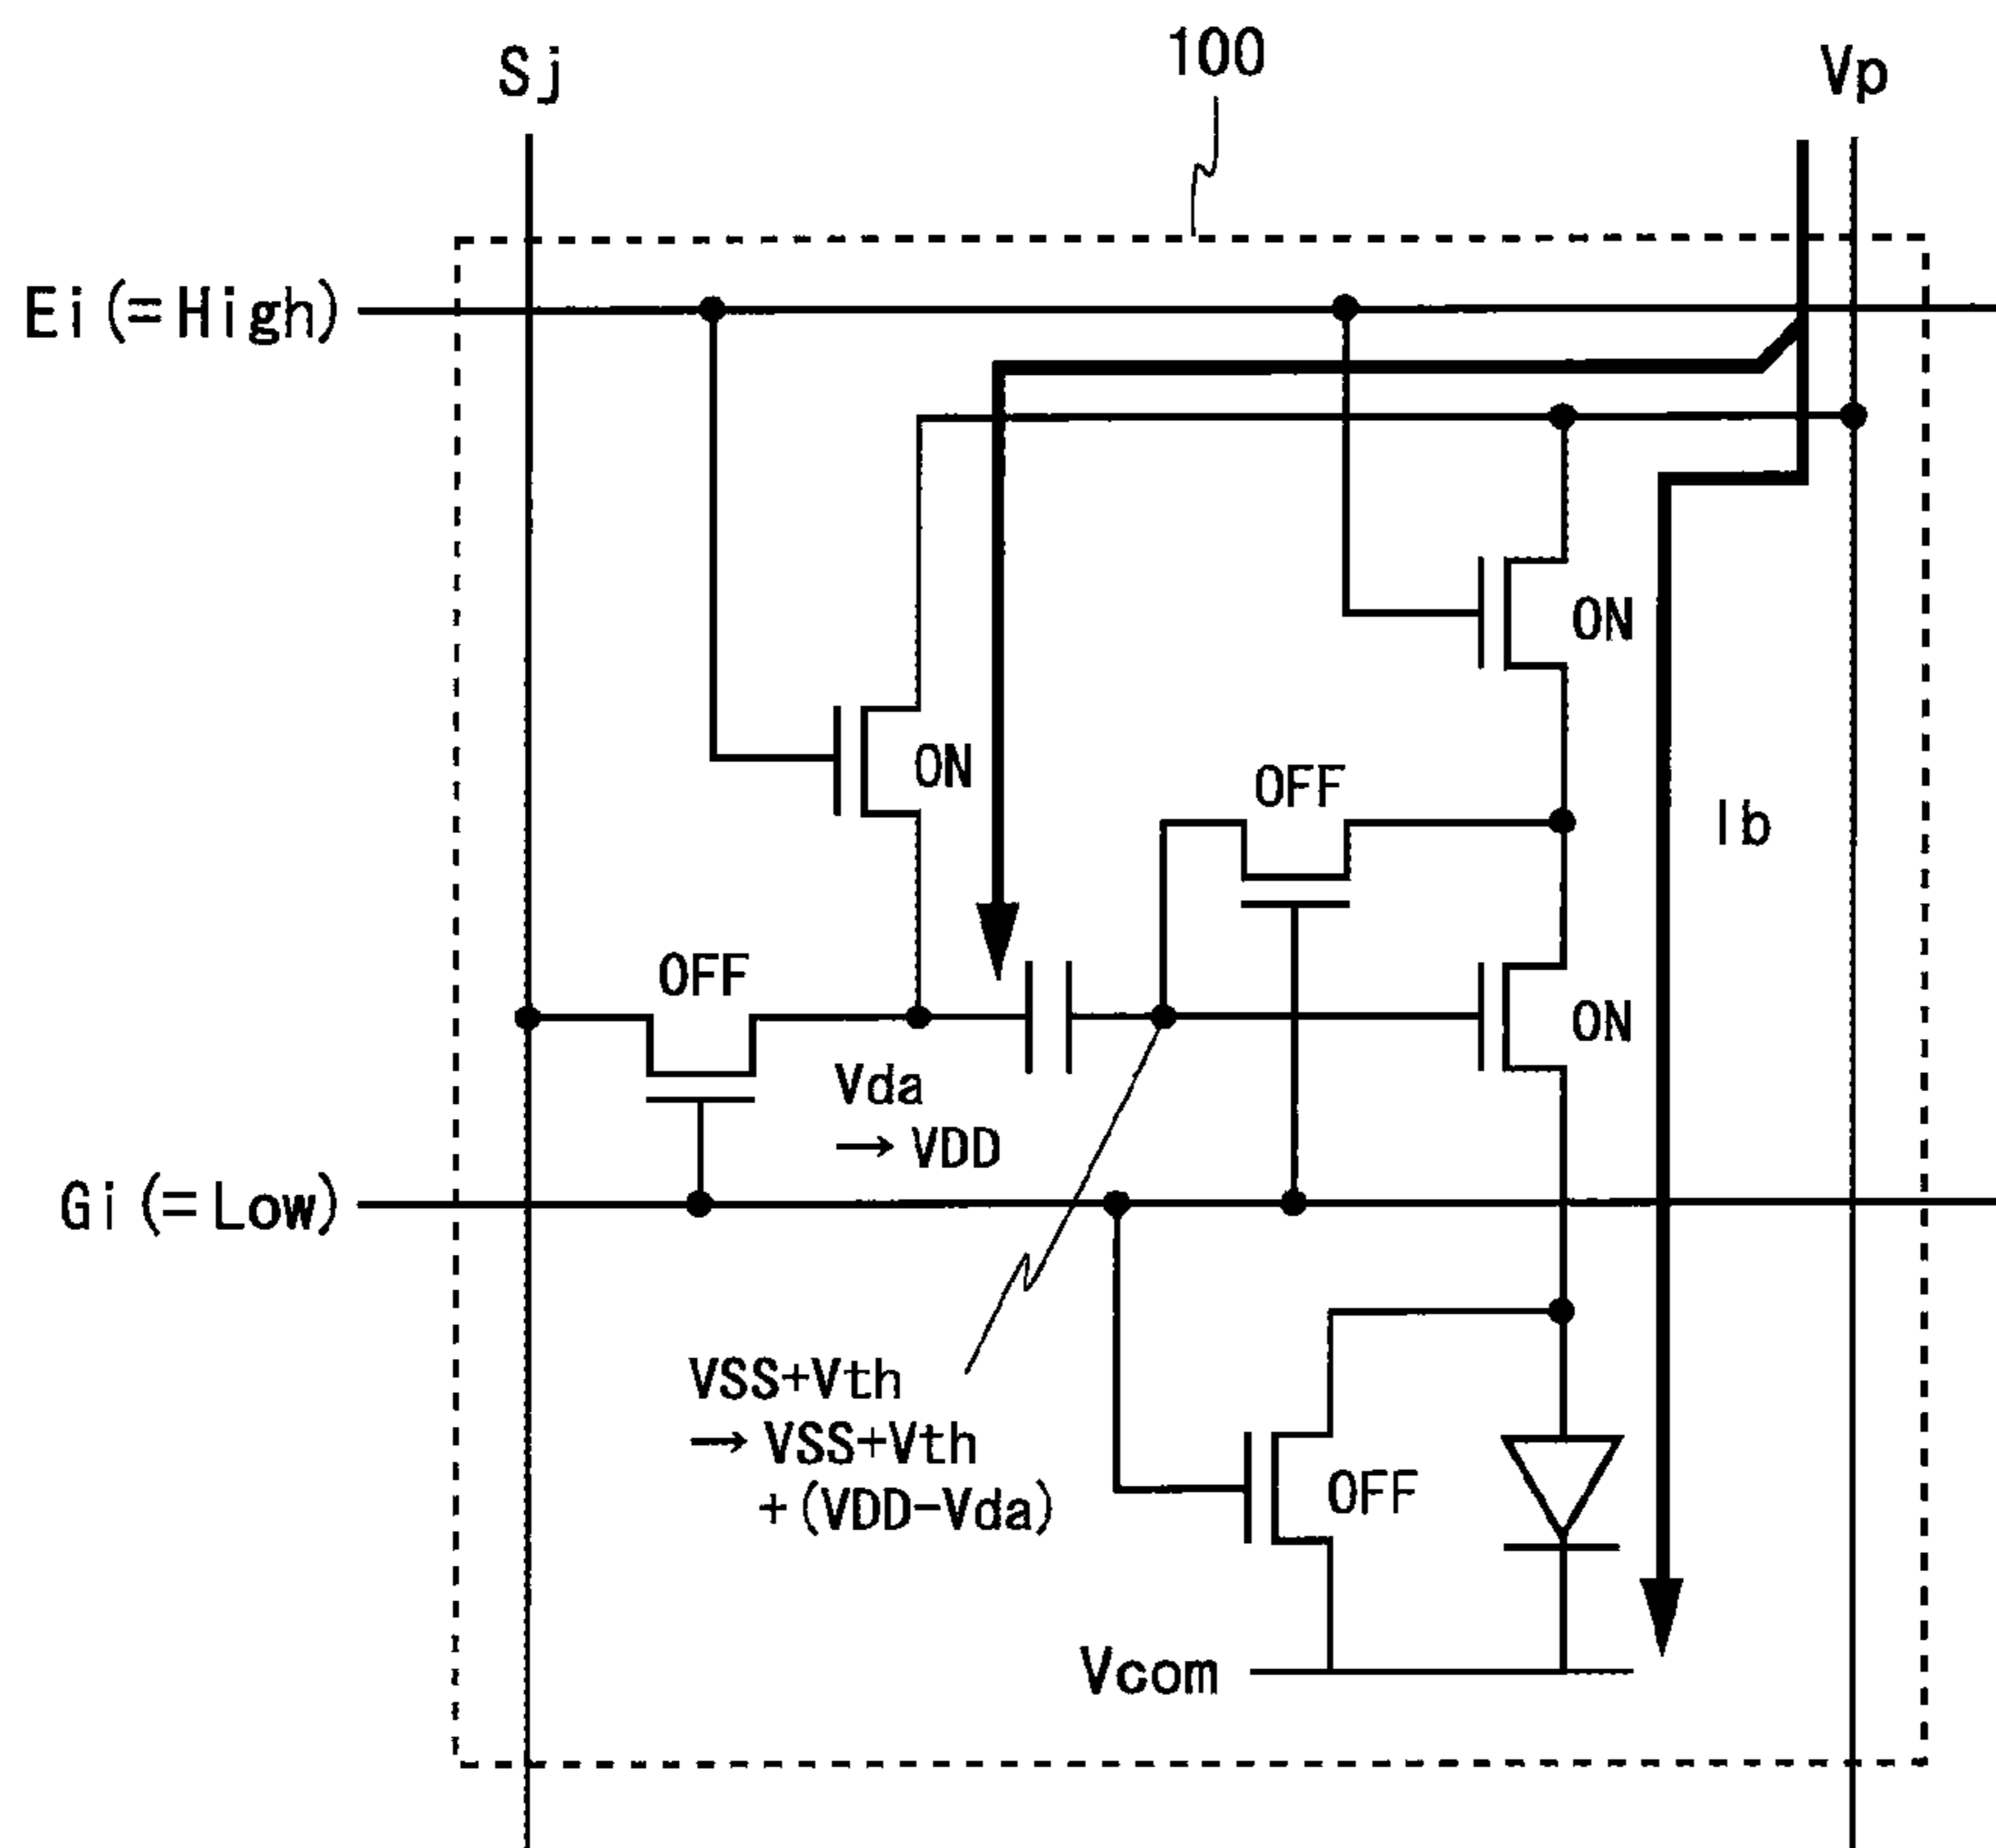 100
Sj
Vp
Ei(=High)
ON
ON
OFF
Ib
OFF
ON
Vda
→ VDD
Gi(=Low)
VSS+Vth
→ VSS+Vth
+(VDD-Vda)
OFF
Vcom